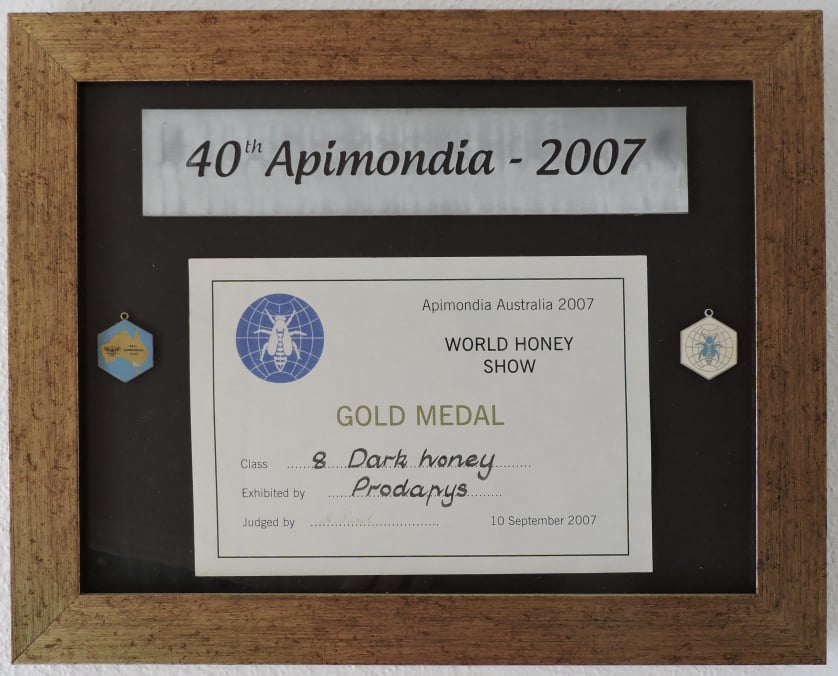 40th Apimondia - 2007
Apimondia Australia 2007
WORLD HONEY
SHOW
GOLD MEDAL
Class 8 Dark honey
Exhibited by Prodapys
Judged by
10 September 2007